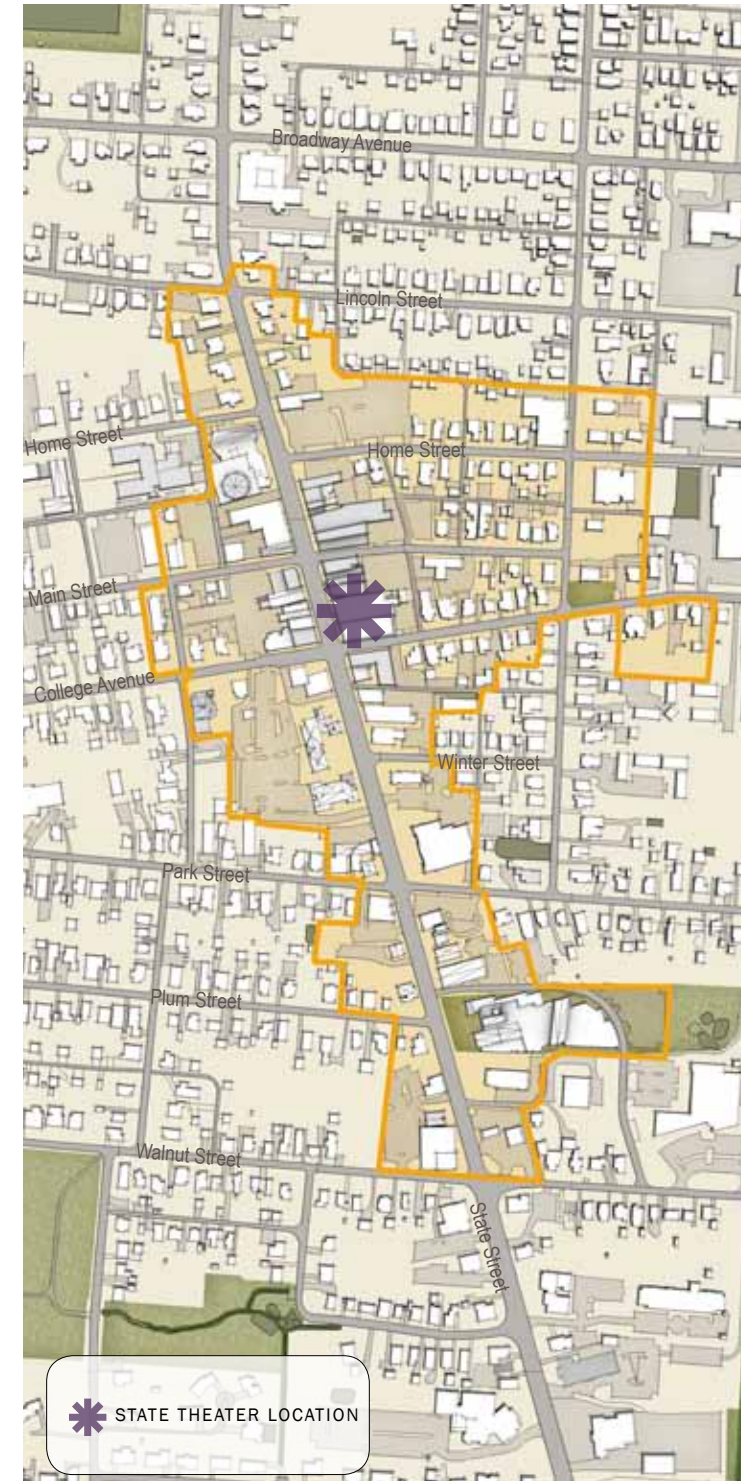 Broadway Avenue
Lincoln Street
Home Street
Home Street
Main Street
College Avenue
Winter Street
Park Street
Plum Street
Walnut Street
State Street
STATE THEATER LOCATION